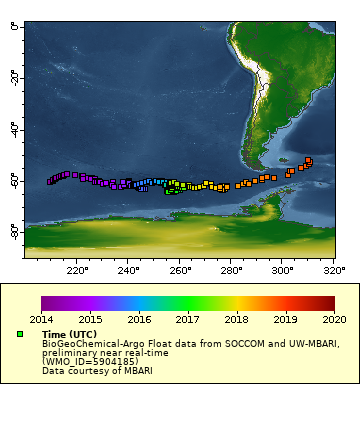 0°
-20°
-40°
-60°
-80°
220° 240° 260° 280° 300° 320°
2014 2015 2016 2017 2018 2019 2020
Time (UTC)
BioGeoChemical-Argo Float data from SOCCOM and UW-MBARI,
preliminary near real-time
(WMO_ID=5904185)
Data courtesy of MBARI